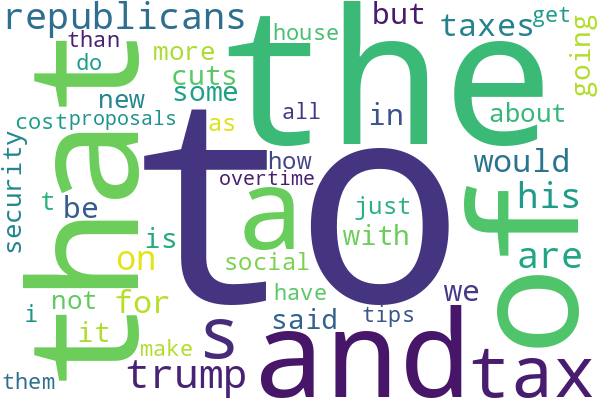 republicans
than
do
more
cuts
house
but
taxes
get
going
that
the
new
some
all
in
about
cost
proposals
as
security
to
how
overtime
would
of
t
be
a
just
his
is
on
with
are
social
not
for
i
have
we
it
s
said
tips
and
make
trump
tax
them